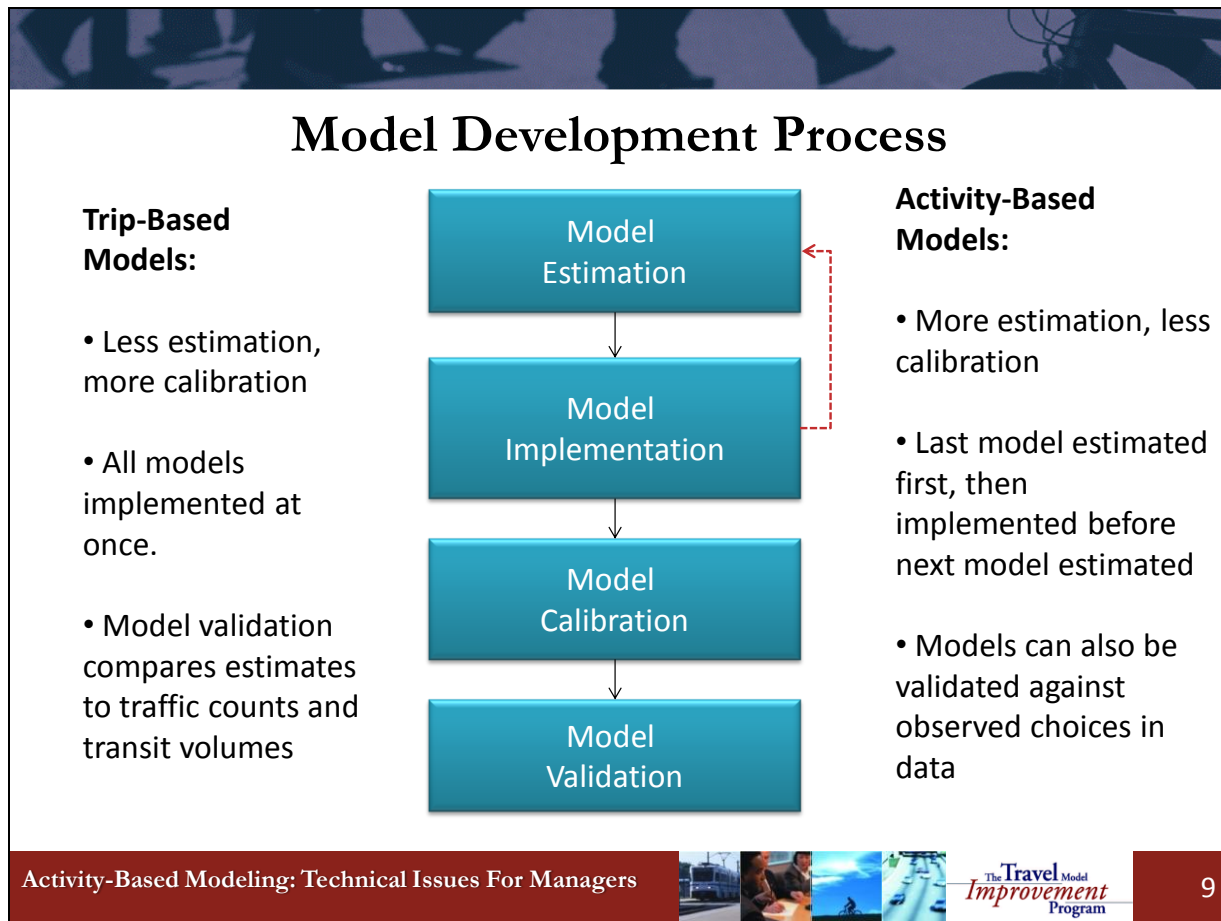 Model Development Process
Trip-Based
Models:
• Less estimation,
more calibration
• All models
implemented at
once.
• Model validation
compares estimates
to traffic counts and
transit volumes
Model
Estimation
Model
Implementation
Model
Calibration
Model
Validation
Activity-Based
Models:
• More estimation, less
calibration
• Last model estimated
first, then
implemented before
next model estimated
• Models can also be
validated against
observed choices in
data
Activity-Based Modeling: Technical Issues For Managers
The Travel Model
Improvement
Program
9